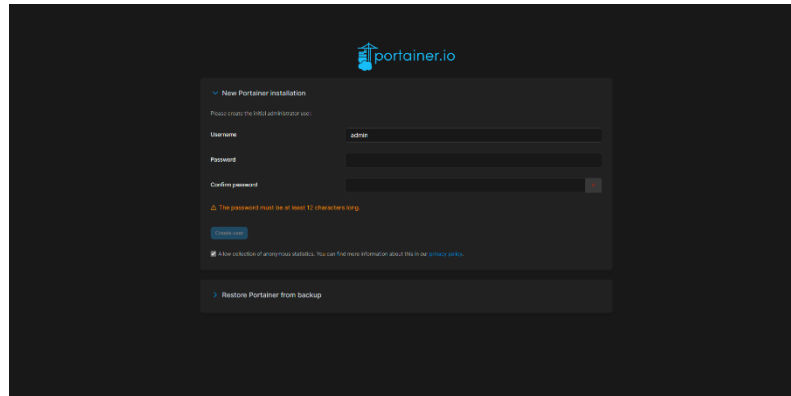 portainer.io
New Portainer installation
Please create the initial administrator user.
Username
admin
Password
Confirm password
The password must be at least 12 characters long.
Create user
Allow collection of anonymous statistics. You can find more information about this in our privacy policy.
Restore Portainer from backup